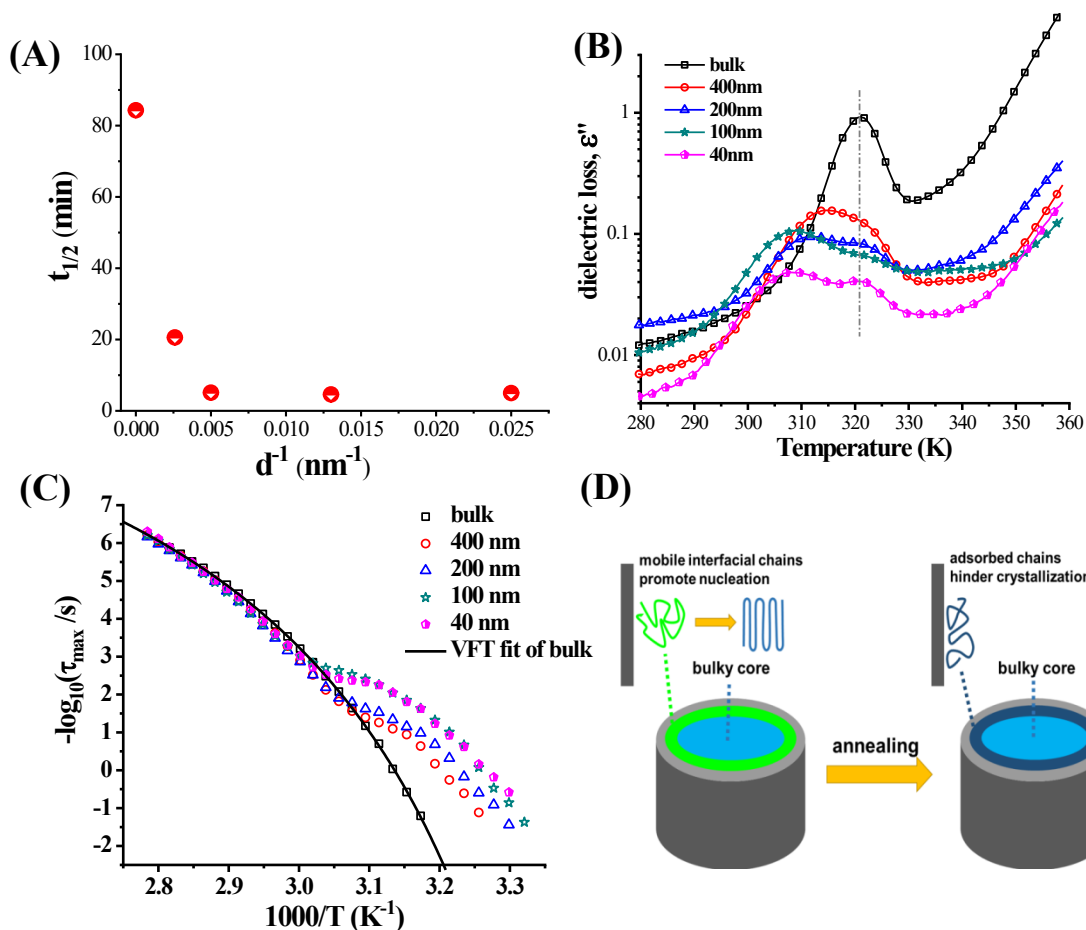 (A)
100
80
60
40
20
0
t1/2 (min)
0.000 0.005 0.010 0.015 0.020 0.025
d-1 (nm-1)
(B)
bulk
400nm
200nm
100nm
40nm
1
0.1
0.01
dielectric loss, ε"
280 290 300 310 320 330 340 350 360
Temperature (K)
(C)
7
6
5
4
3
2
1
0
-1
-2
-log10(τmax /s)
bulk
400 nm
200 nm
100 nm
40 nm
VFT fit of bulk
2.8 2.9 3.0 3.1 3.2 3.3
1000/T (K-1)
(D)
mobile interfacial chains
promote nucleation
bulky core
annealing
adsorbed chains
hinder crystallization
bulky core